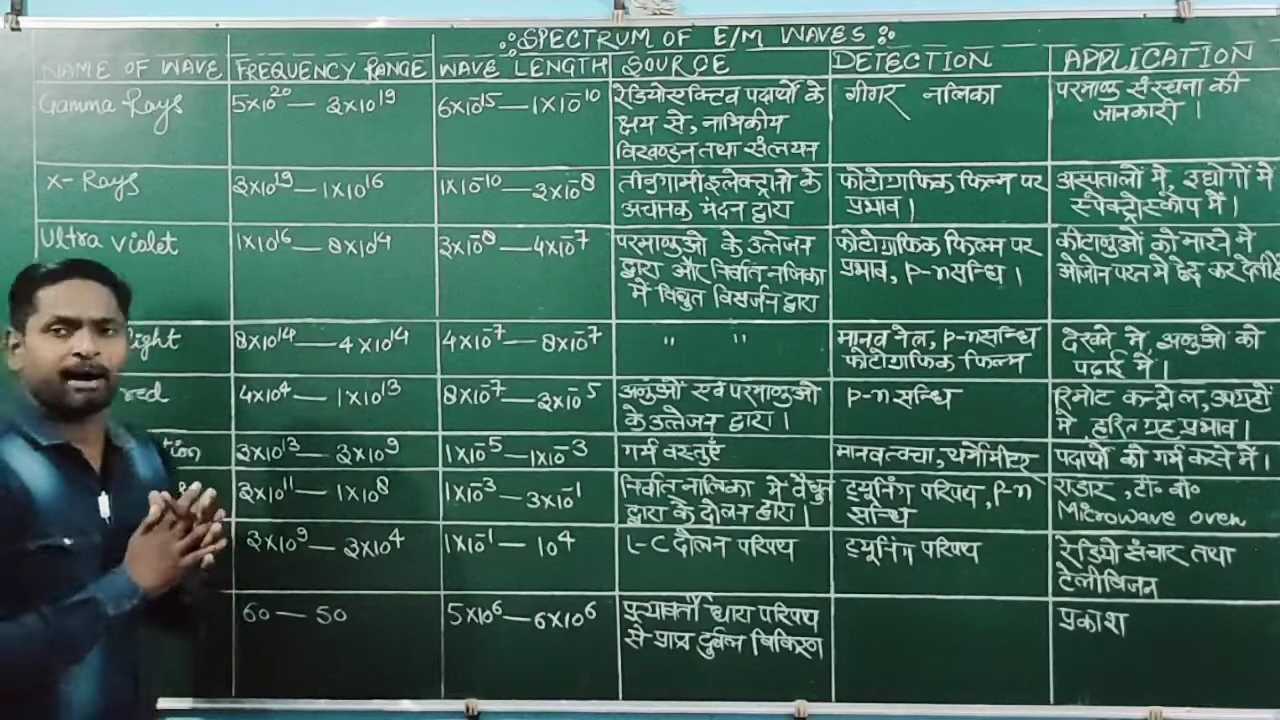 SPECTRUM OF E/M WAVES
NAME OF WAVE FREQUENCY RANGE WAVE LENGTH SOURCE DETECTION APPLICATION
Gamma Rays 5×10²⁰ — 3×10¹⁹ 6×10⁻¹⁵ — 1×10⁻¹⁰ रेडियोएक्टिव पदार्थो के गीगर नलिका परमाणु संरचना की
क्षय से, नाभिकीय जानकारी ।
विखण्डन तथा संलयन
X- Rays 3×10¹⁹ — 1×10¹⁶ 1×10⁻¹⁰ — 3×10⁻⁸ तीव्रगामी इलेक्ट्रानो के फोटोग्राफिक फिल्म पर अस्पतालों में, उद्योगों में
अचानक मंदन द्वारा प्रभाव । स्पेक्ट्रोस्कोप में ।
Ultra Violet 1×10¹⁶ — 8×10¹⁴ 3×10⁻⁸ — 4×10⁻⁷ परमाणुओ के उत्तेजन फोटोग्राफिक फिल्म पर कीटाणुओं को मारने में
द्वारा और निर्वात नलिका प्रभाव, P-n सन्धि । ओजोन परत मे छेद कर देती है
में विद्युत विसर्जन द्वारा
light 8×10¹⁴ — 4×10¹⁴ 4×10⁻⁷ — 8×10⁻⁷ " " मानव नेत्र, P-n सन्धि देखने मे, अणुओ की
फोटोग्राफिक फिल्म पढ़ाई में ।
red 4×10⁴ — 1×10¹³ 8×10⁻⁷ — 3×10⁻⁵ अणुओं एवं परमाणुओ P-n सन्धि रिमोट कन्ट्रोल,
के उत्तेजन द्वारा । मे हरित गृह प्रभाव ।
tion 3×10¹³ — 3×10⁹ 1×10⁻⁵ — 1×10⁻³ गर्म वस्तुएँ मानवत्वचा, थर्मामीटर पदार्थो को गर्म करने में ।
3×10¹¹ — 1×10⁸ 1×10⁻³ — 3×10⁻¹ निर्वात नालिका मे वैधुत ट्यूनिंग परिपथ, P-n राडार, टी० वी०
द्वारा के दोलन द्वारा । सन्धि Microwave oven
3×10⁹ — 3×10⁴ 1×10⁻¹ — 10⁴ L-C दोलन परिपथ ट्यूनिंग परिपथ रेडियो संचार तथा
टेलीविजन
60 — 50 5×10⁶ — 6×10⁶ प्रत्यावर्ती धारा परिपथ प्रकाश
से प्राप्त दुर्बल विकिरण